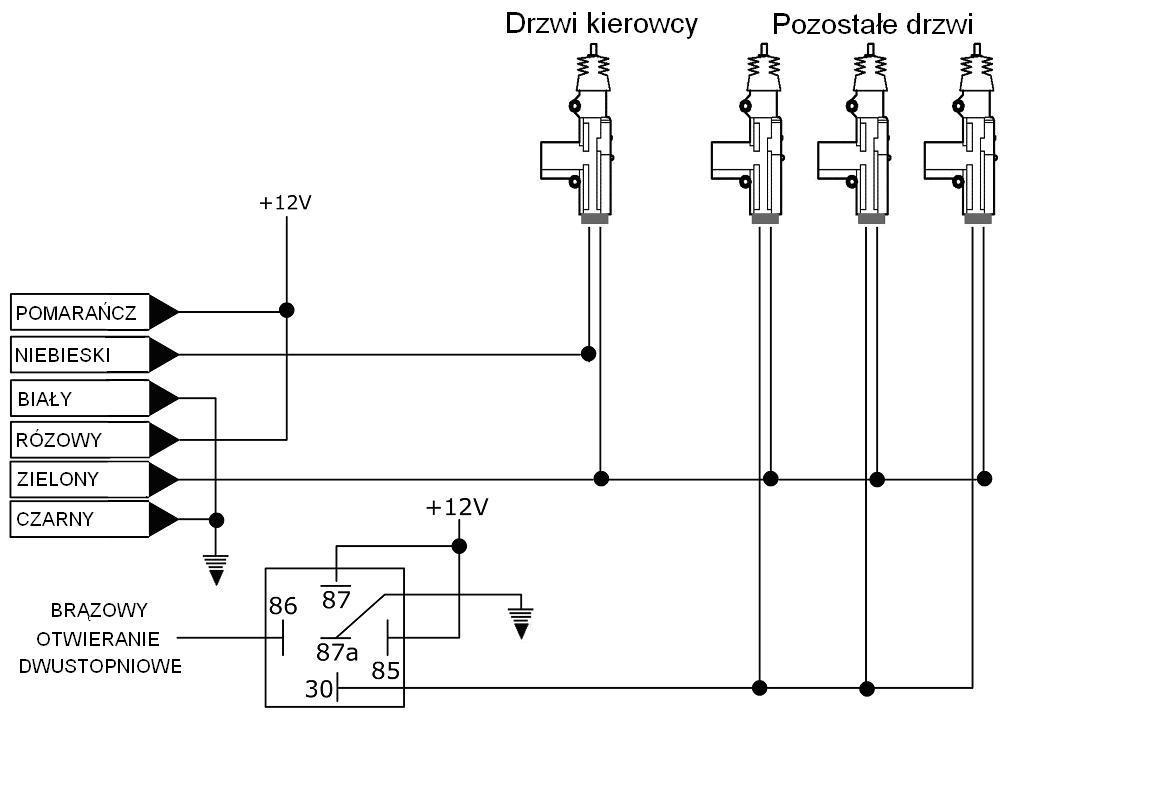 Drzwi kierowcy
Pozostałe drzwi
+12V
POMARAŃCZ
NIEBIESKI
BIAŁY
RÓZOWY
ZIELONY
CZARNY
+12V
BRĄZOWY
OTWIERANIE
DWUSTOPNIOWE
86
87
87a
85
30